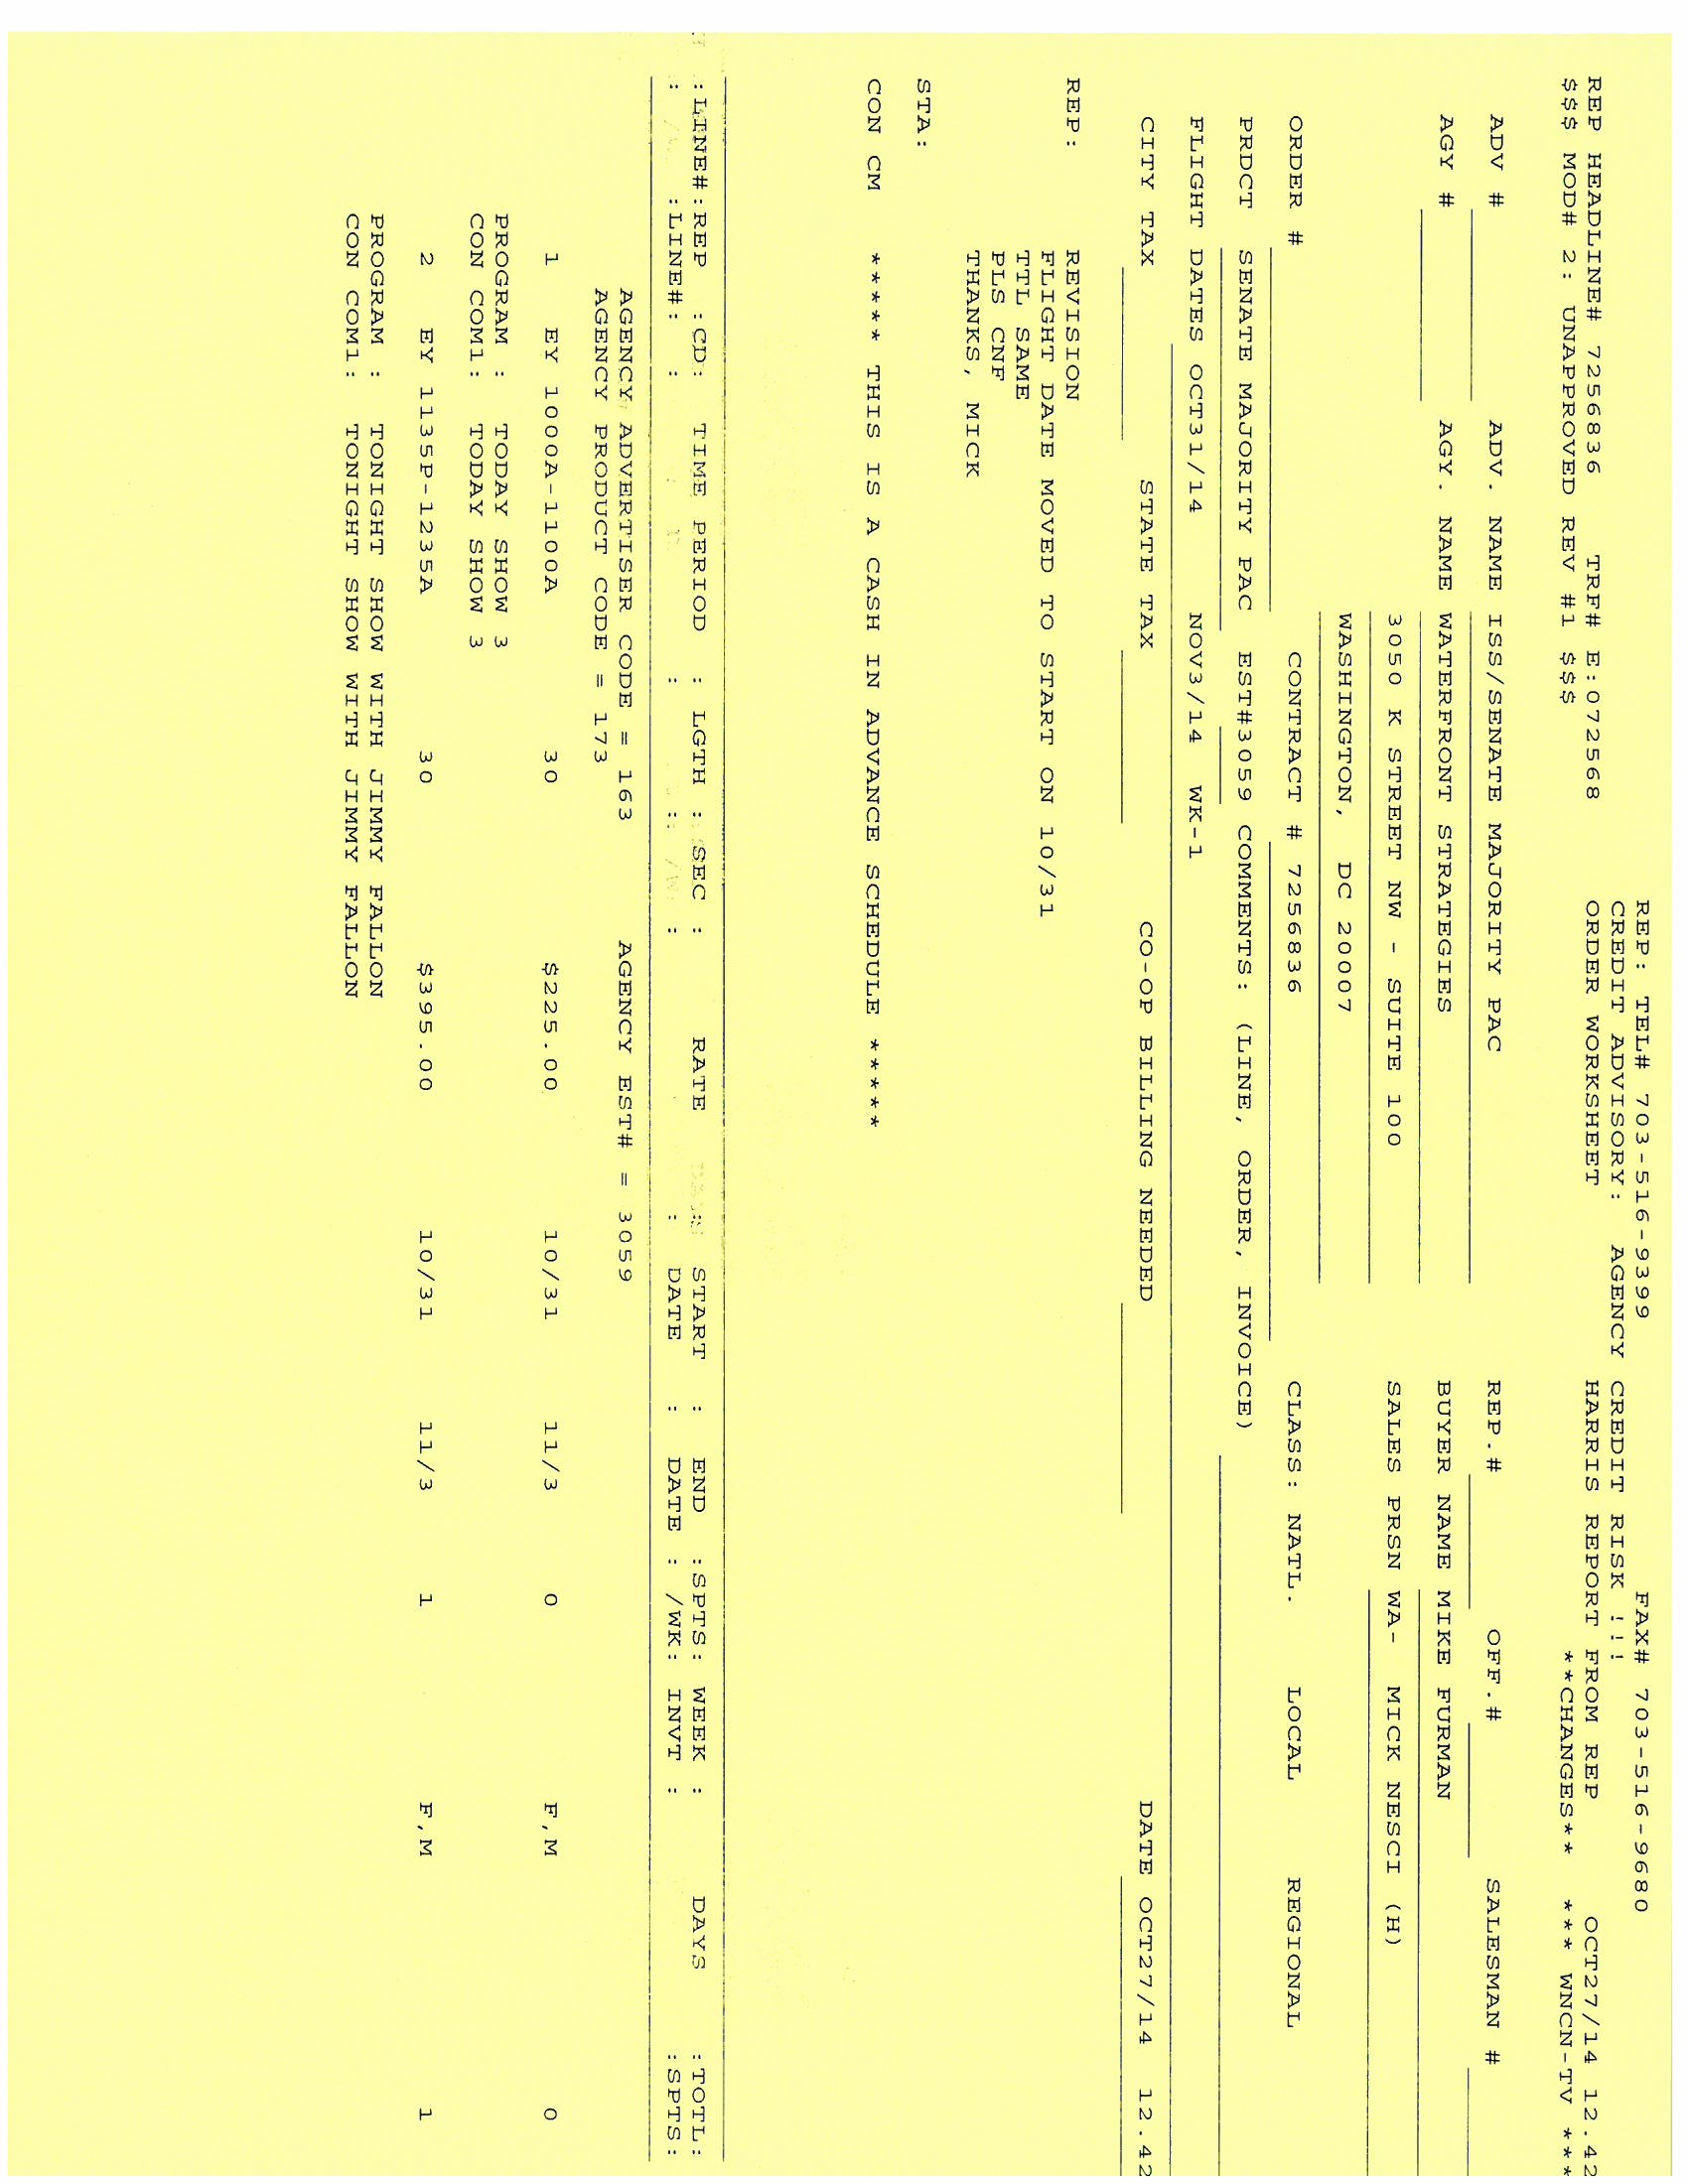 REP: TEL# 703-516-9399 FAX# 703-516-9680
CREDIT ADVISORY: AGENCY CREDIT RISK !!!
REP HEADLINE# 7256836 TRF# E:072568 ORDER WORKSHEET HARRIS REPORT FROM REP OCT27/14 12.42
$$$ MOD# 2: UNAPPROVED REV #1 $$$ **CHANGES** *** WNCN-TV ***
ADV # ADV. NAME ISS/SENATE MAJORITY PAC REP.# OFF.# SALESMAN #
AGY # AGY. NAME WATERFRONT STRATEGIES BUYER NAME MIKE FURMAN
3050 K STREET NW - SUITE 100 SALES PRSN WA- MICK NESCI (H)
WASHINGTON, DC 20007
ORDER # CONTRACT # 7256836 CLASS: NATL. LOCAL REGIONAL
PRDCT SENATE MAJORITY PAC EST#3059 COMMENTS: (LINE, ORDER, INVOICE)
FLIGHT DATES OCT31/14 NOV3/14 WK-1
CITY TAX STATE TAX CO-OP BILLING NEEDED DATE OCT27/14 12.42
REP: REVISION
FLIGHT DATE MOVED TO START ON 10/31
TTL SAME
PLS CNF
THANKS, MICK
STA:
CON CM ***** THIS IS A CASH IN ADVANCE SCHEDULE *****
:LINE#:REP :CD: TIME PERIOD : LGTH : SEC : RATE : START : END :SPTS: WEEK : DAYS :TOTL:
: :LINE#: : : : : : DATE : DATE : /WK: INVT : :SPTS:
AGENCY ADVERTISER CODE = 163 AGENCY EST# = 3059
AGENCY PRODUCT CODE = 173
1 EY 1000A-1100A 30 $225.00 10/31 11/3 0 F,M 0
PROGRAM : TODAY SHOW 3
CON COM1: TODAY SHOW 3
2 EY 1135P-1235A 30 $395.00 10/31 11/3 1 F,M 1
PROGRAM : TONIGHT SHOW WITH JIMMY FALLON
CON COM1: TONIGHT SHOW WITH JIMMY FALLON